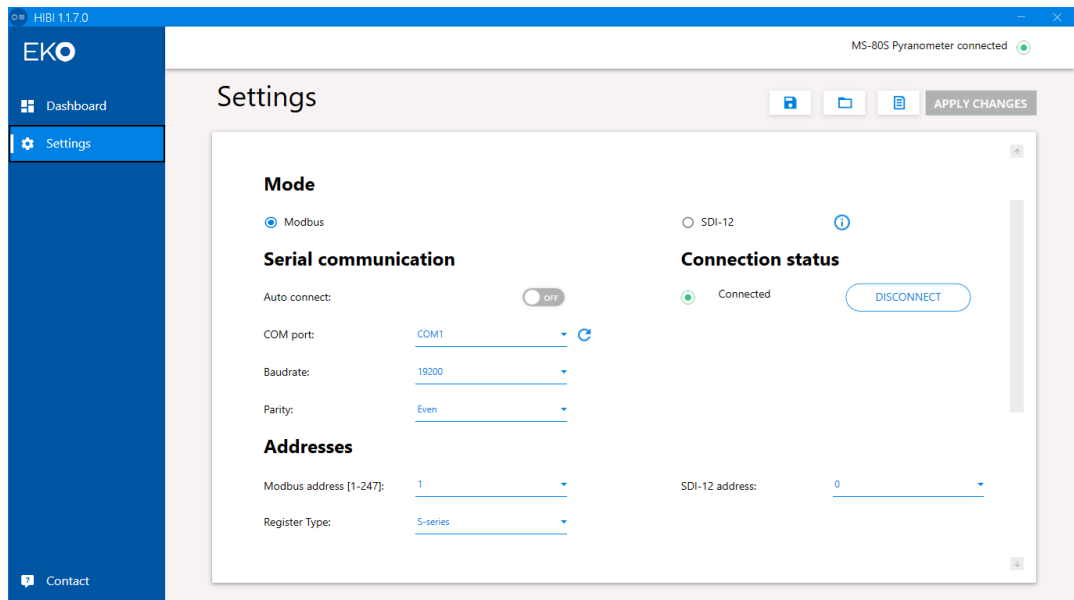 HIBI 1.1.7.0
EKO
MS-80S Pyranometer connected
Dashboard
Settings
Contact
Settings
APPLY CHANGES
Mode
Modbus
SDI-12
Serial communication
Connection status
Auto connect: OFF
Connected
DISCONNECT
COM port: COM1
Baudrate: 19200
Parity: Even
Addresses
Modbus address [1-247]: 1
SDI-12 address: 0
Register Type: S-series